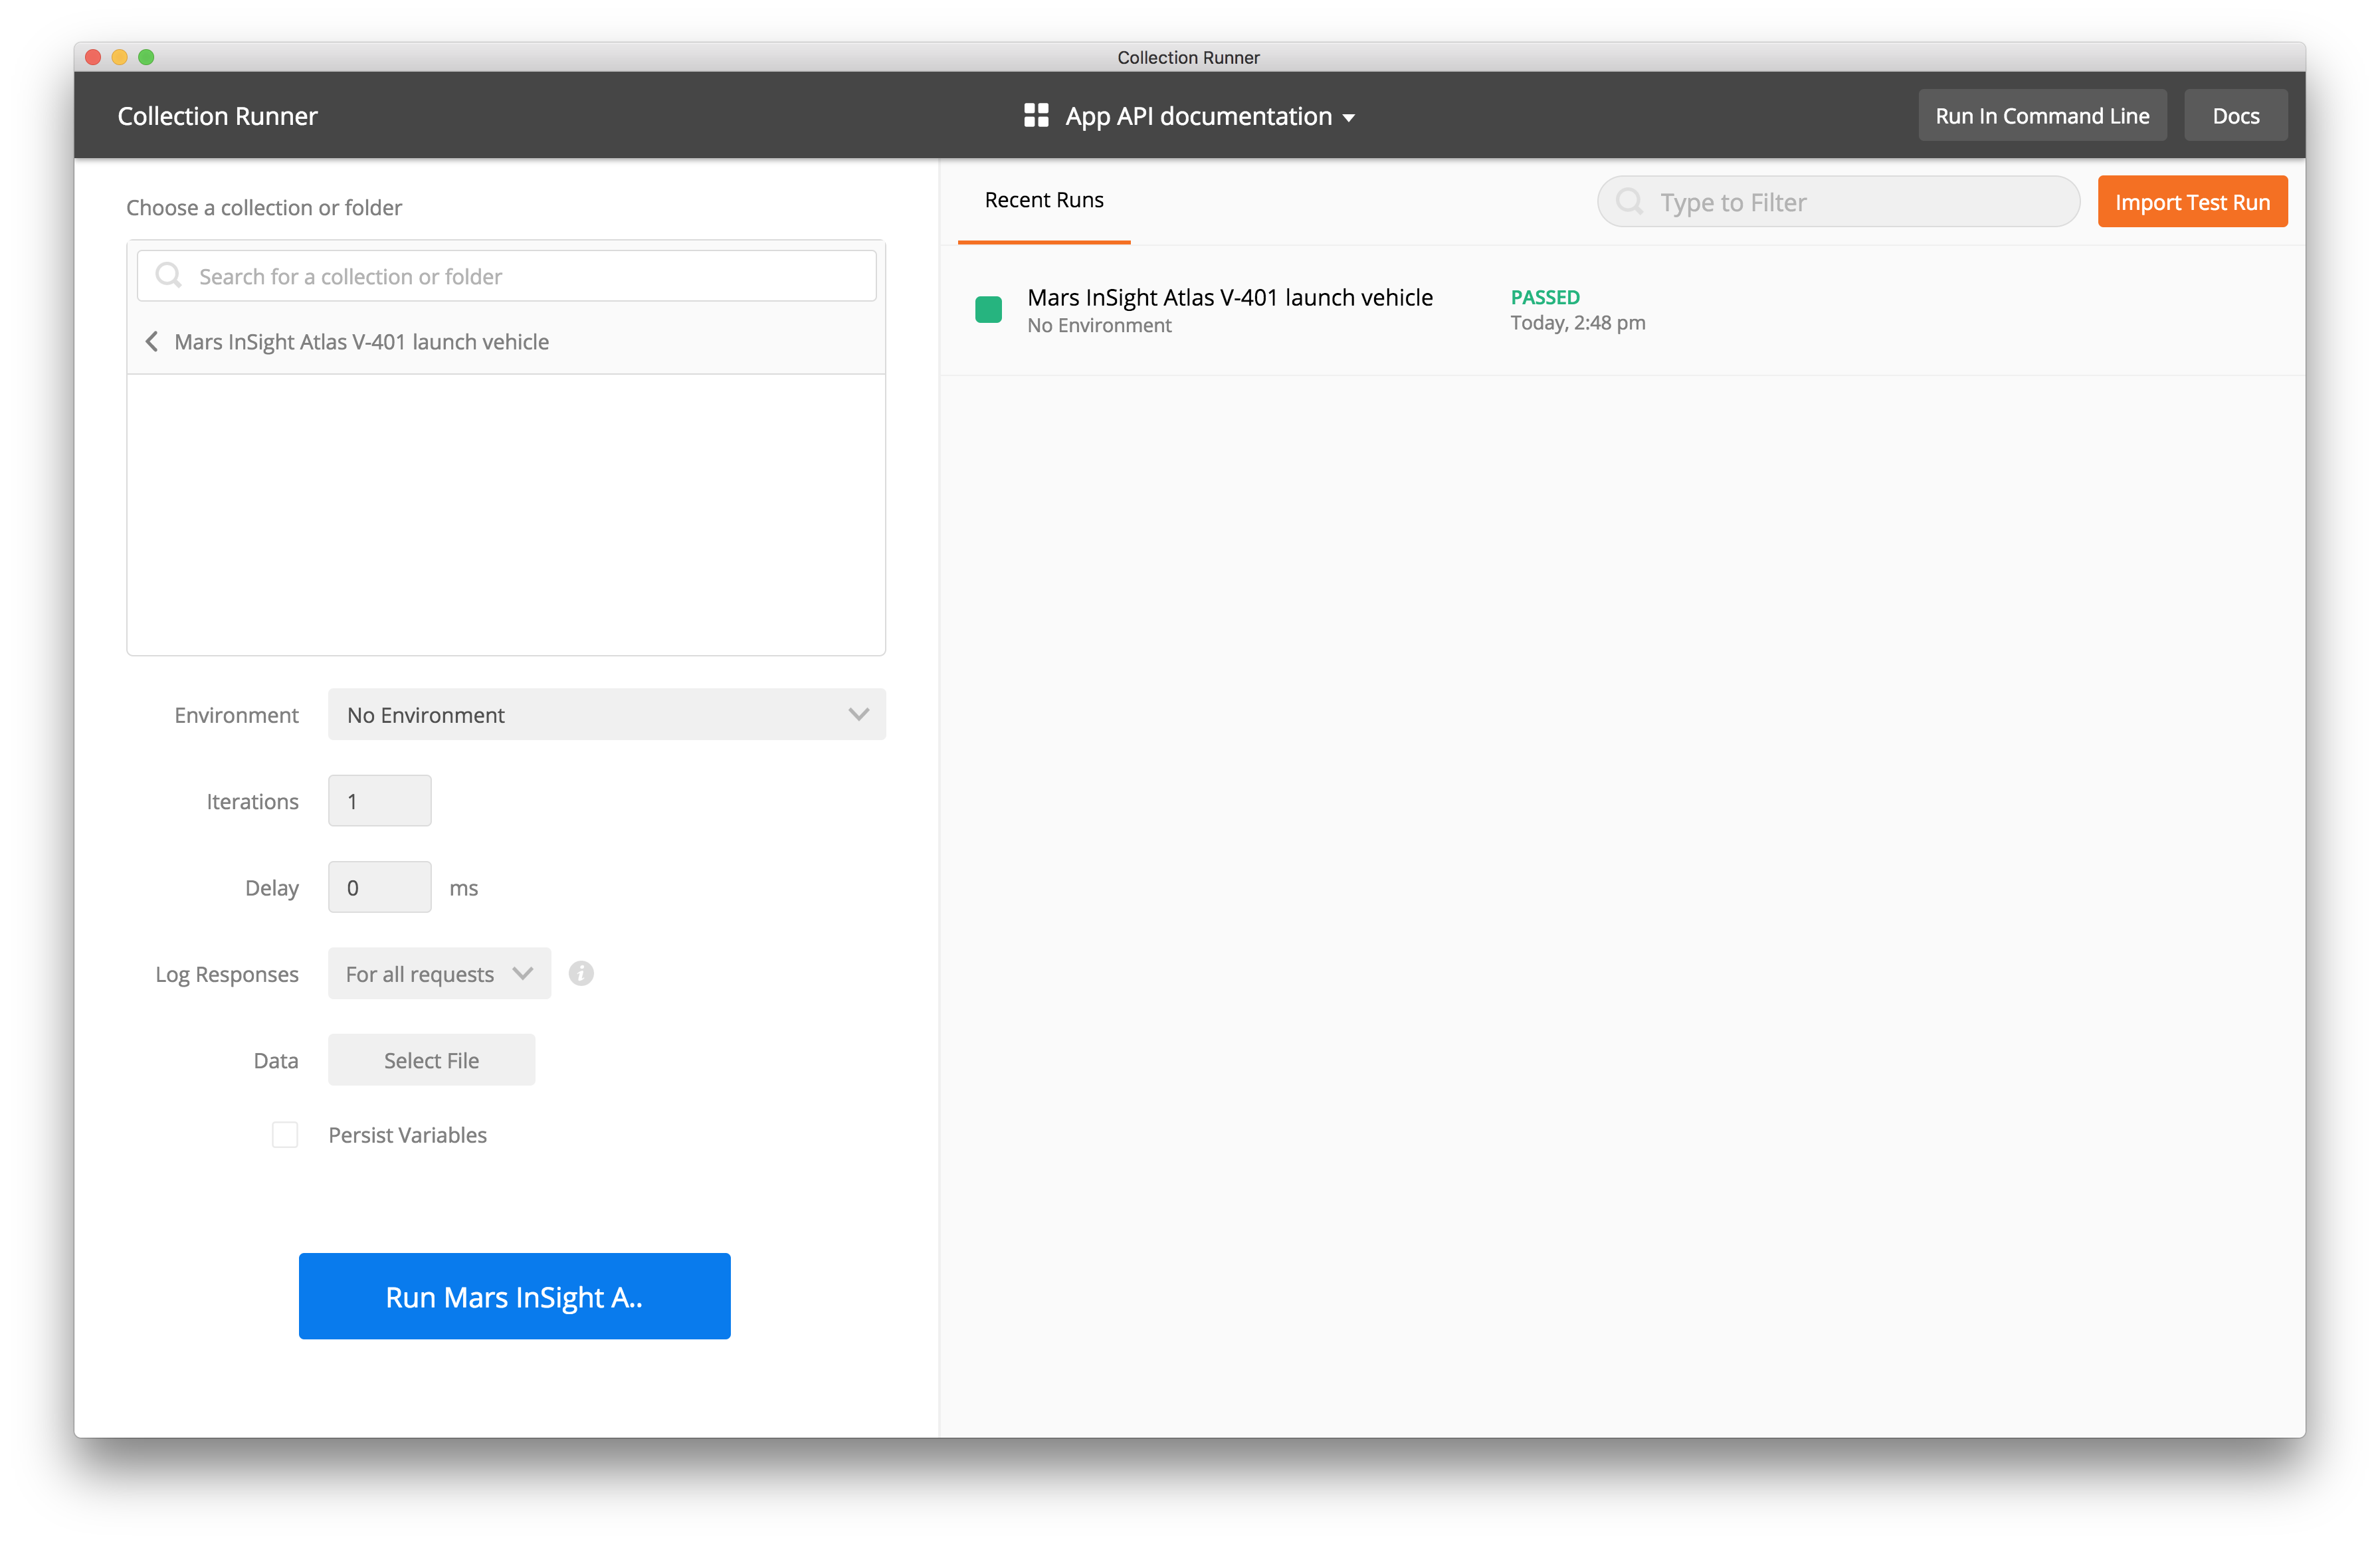 Collection Runner
Collection Runner
App API documentation
Run In Command Line
Docs
Choose a collection or folder
Search for a collection or folder
Mars InSight Atlas V-401 launch vehicle
Environment
No Environment
Iterations
1
Delay
0
ms
Log Responses
For all requests
Data
Select File
Persist Variables
Run Mars InSight A..
Recent Runs
Type to Filter
Import Test Run
Mars InSight Atlas V-401 launch vehicle
No Environment
PASSED
Today, 2:48 pm